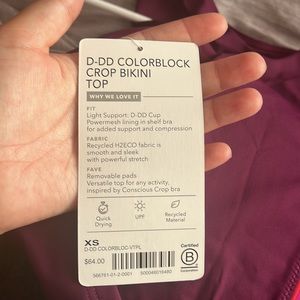 D-DD COLORBLOCK
CROP BIKINI
TOP
WHY WE LOVE IT
FIT
Light Support: D-DD Cup
Powermesh lining in shelf bra
for added support and compression
FABRIC
Recycled H2ECO fabric is
smooth and sleek
with powerful stretch
FAVE
Removable pads
Versatile top for any activity,
inspired by Conscious Crop bra
Quick
Drying
UPF
Recycled
Material
XS
D-DD COLORBLOC-VTPL
$64.00
Certified
B
Corporation